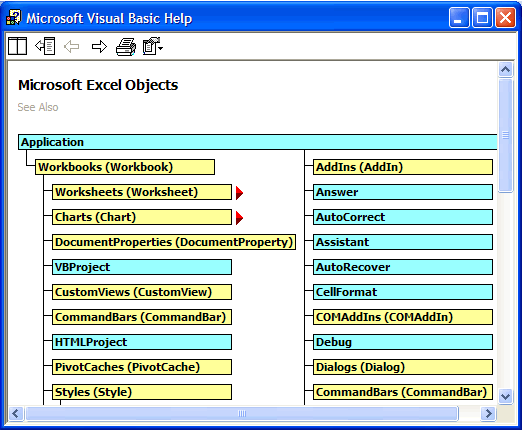 Microsoft Visual Basic Help
Microsoft Excel Objects
See Also
Application
Workbooks (Workbook)
Worksheets (Worksheet)
Charts (Chart)
DocumentProperties (DocumentProperty)
VBProject
CustomViews (CustomView)
CommandBars (CommandBar)
HTMLProject
PivotCaches (PivotCache)
Styles (Style)
AddIns (AddIn)
Answer
AutoCorrect
Assistant
AutoRecover
CellFormat
COMAddIns (COMAddIn)
Debug
Dialogs (Dialog)
CommandBars (CommandBar)